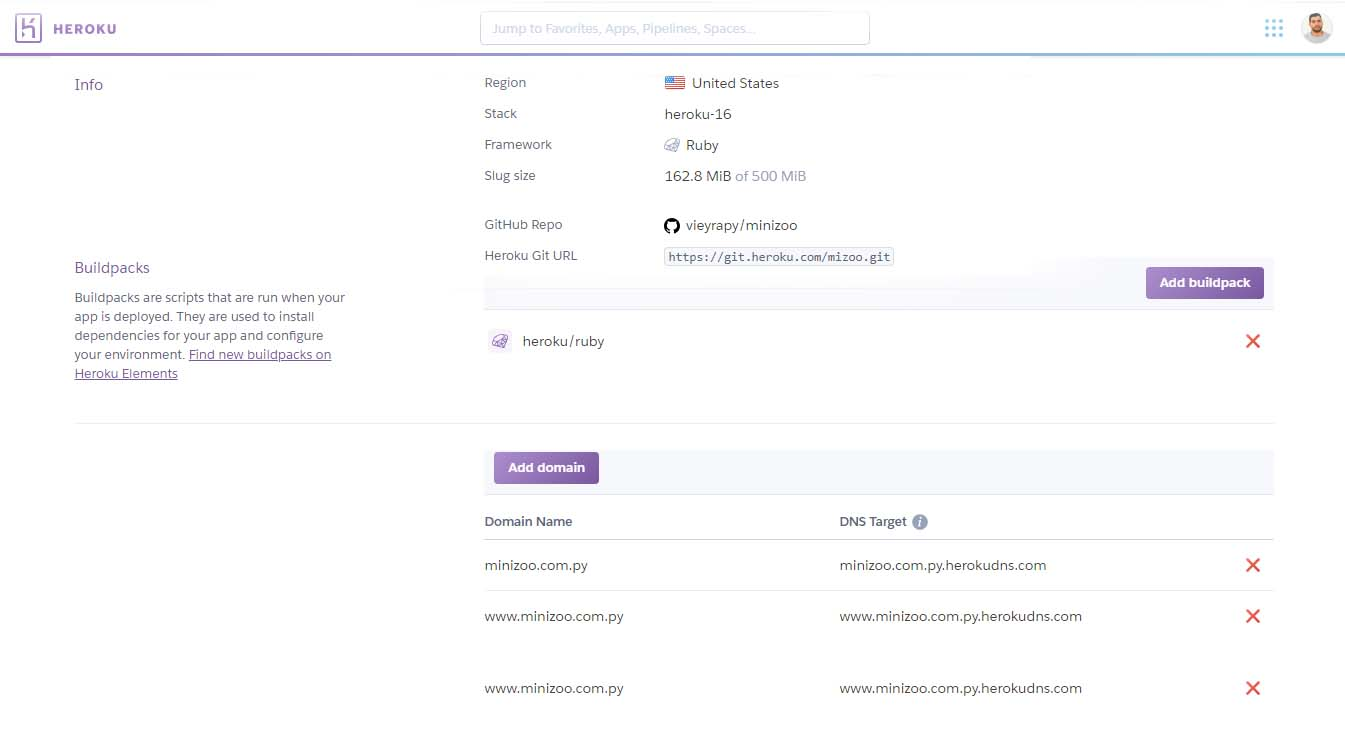 HEROKU
Jump to Favorites, Apps, Pipelines, Spaces...
Info
Region United States
Stack heroku-16
Framework Ruby
Slug size 162.8 MiB of 500 MiB
GitHub Repo vieyrapy/minizoo
Heroku Git URL https://git.heroku.com/mizoo.git
Buildpacks
Buildpacks are scripts that are run when your
app is deployed. They are used to install
dependencies for your app and configure
your environment. Find new buildpacks on
Heroku Elements
Add buildpack
heroku/ruby
Add domain
Domain Name DNS Target i
minizoo.com.py minizoo.com.py.herokudns.com
www.minizoo.com.py www.minizoo.com.py.herokudns.com
www.minizoo.com.py www.minizoo.com.py.herokudns.com